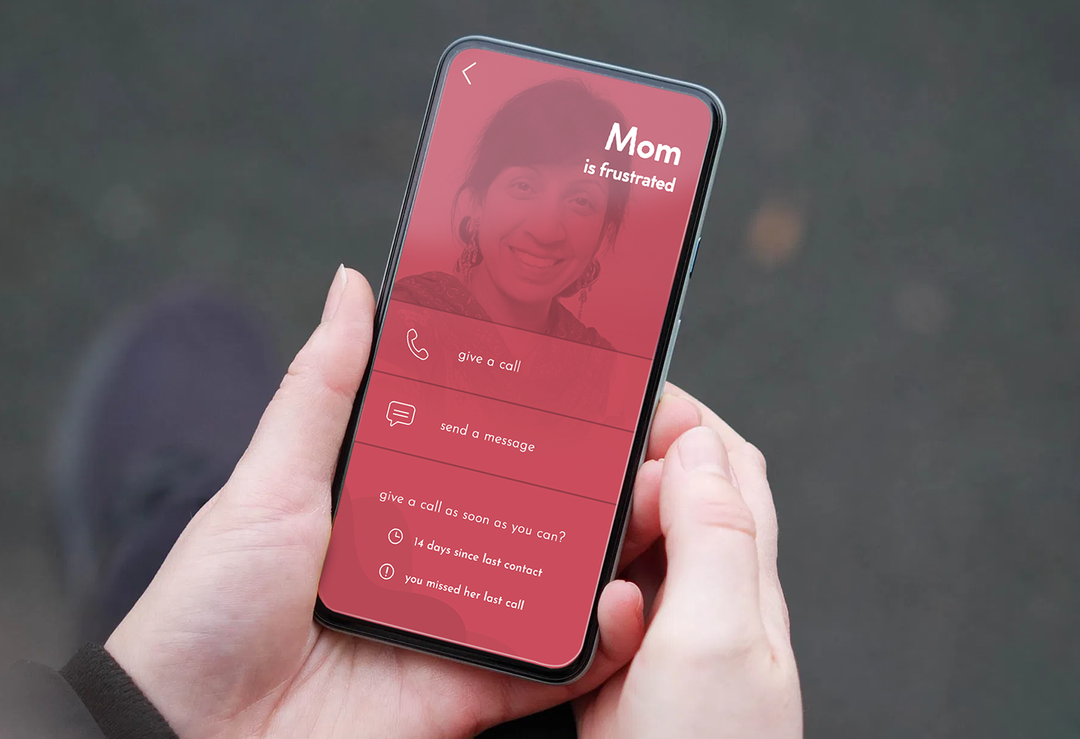 Mom
is frustrated
give a call
send a message
give a call as soon as you can?
14 days since last contact
you missed her last call